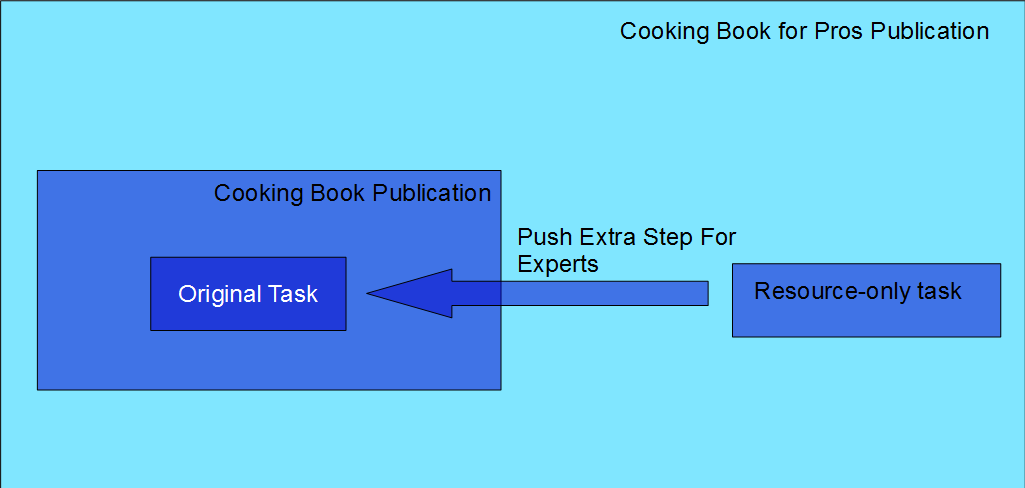 Cooking Book for Pros Publication
Cooking Book Publication
Push Extra Step For
Experts
Original Task
Resource-only task